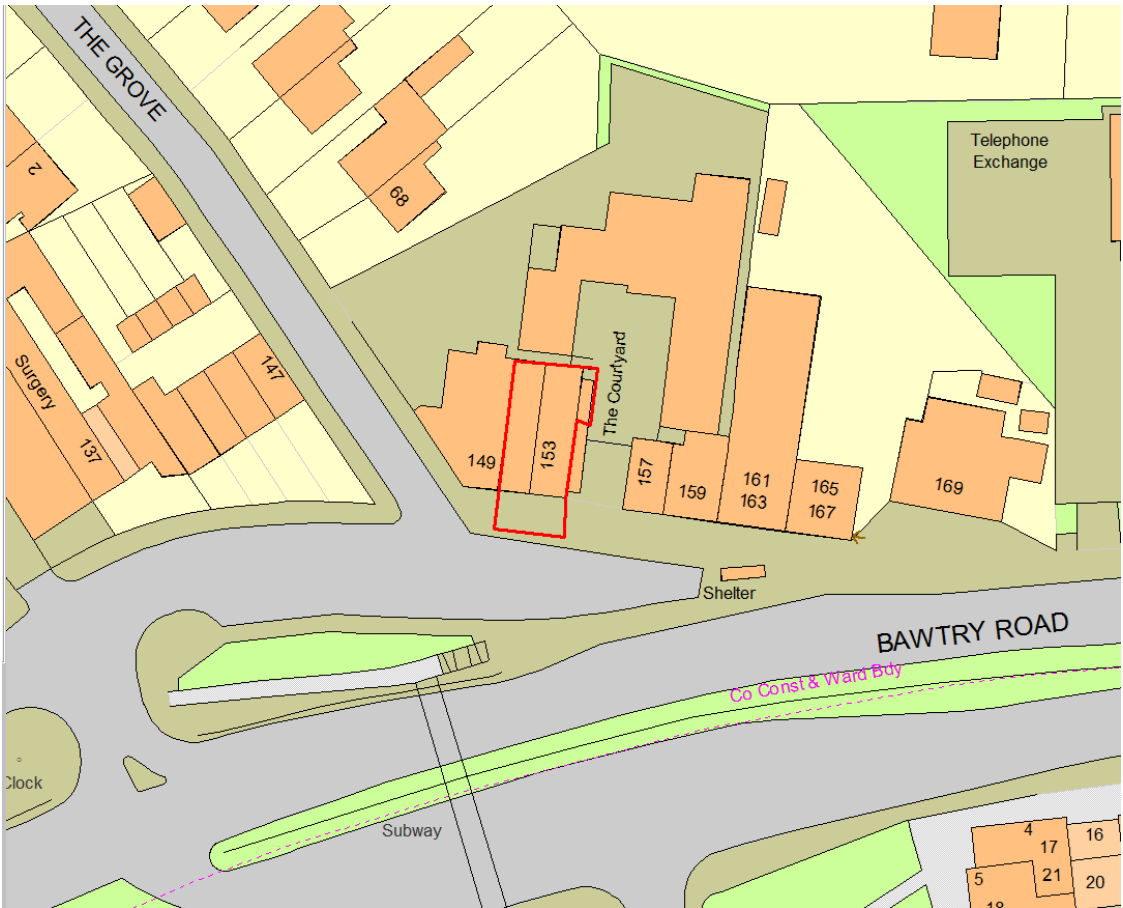 THE GROVE
2
68
Telephone
Exchange
Surgery
147
137
The Courtyard
149
153
157
159
161
163
165
167
169
Shelter
BAWTRY ROAD
Co Const & Ward Bdy
Clock
Subway
4
17
16
5
21
20
18